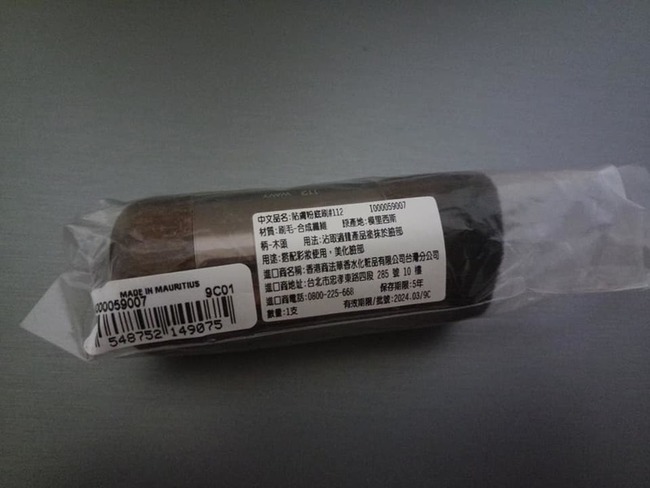 中文品名:貼膚粉底刷#112 I000059007
材質:刷毛-合成纖維 原產地:模里西斯
柄-木頭 用法:沾取適量產品塗抹於臉部
用途:搭配彩妝使用,美化臉部
進口商名稱:香港商法華香水化粧品有限公司台灣分公司
進口商地址:台北市忠孝東路四段 285 號 10 樓
進口商電話:0800-225-668 保存期限:5年
數量:1支 有效期限/批號:2024.03/9C
MADE IN MAURITIUS
000059007 9C01
548752 149075
112